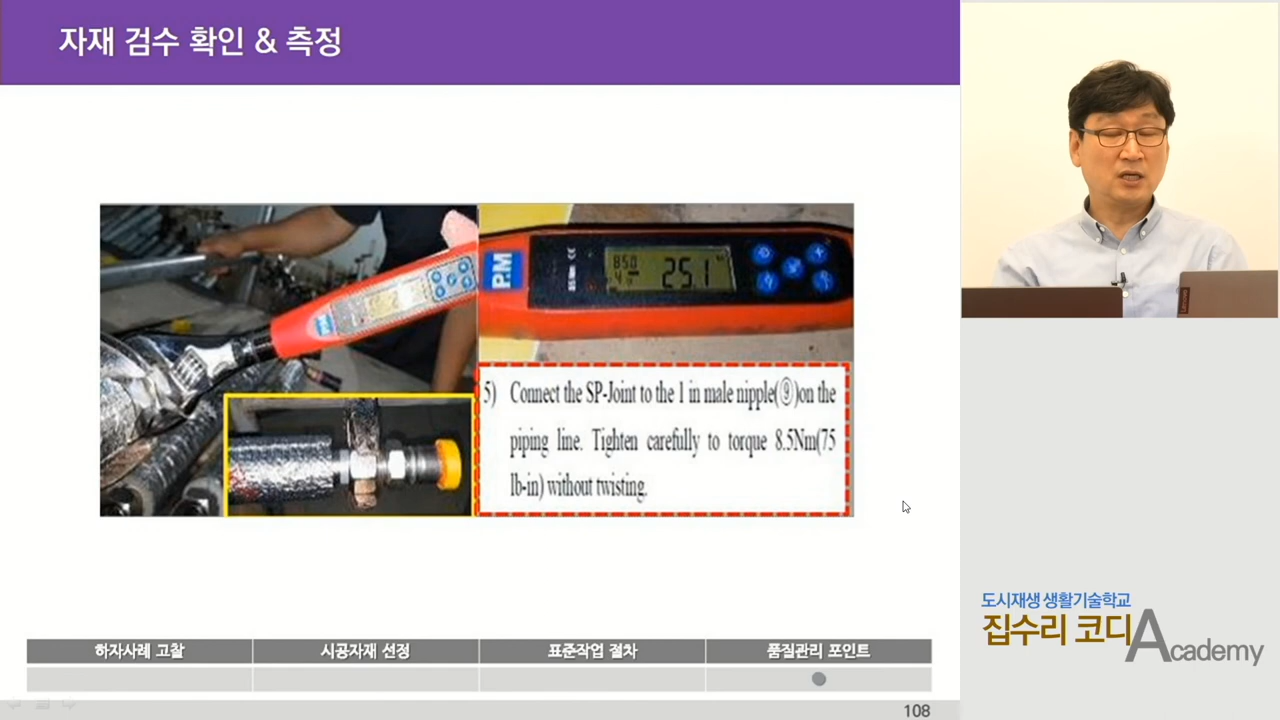 자재 검수 확인 & 측정
P.M
850
25.1
5) Connect the SP-Joint to the 1 in male nipple(⑨)on the
piping line. Tighten carefully to torque 8.5Nm(75
lb-in) without twisting.
도시재생 생활기술학교
집수리 코디Academy
하자사례 고찰
시공자재 선정
표준작업 절차
품질관리 포인트
108